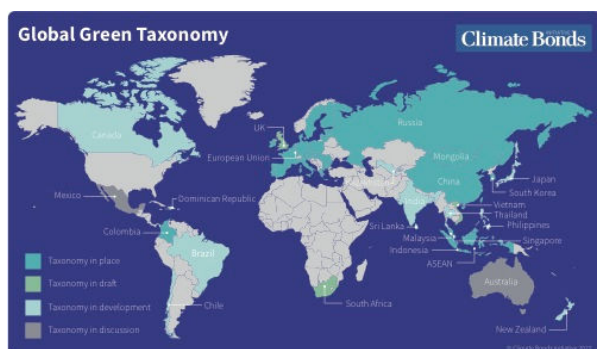 Global Green Taxonomy
INITIATIVE
Climate Bonds
Canada
UK
European Union
Russia
Mongolia
China
Japan
South Korea
Mexico
Dominican Republic
India
Vietnam
Thailand
Sri Lanka
Philippines
Colombia
Malaysia
Singapore
Indonesia
ASEAN
Brazil
Taxonomy in place
Taxonomy in draft
Taxonomy in development
Taxonomy in discussion
Chile
South Africa
Australia
New Zealand